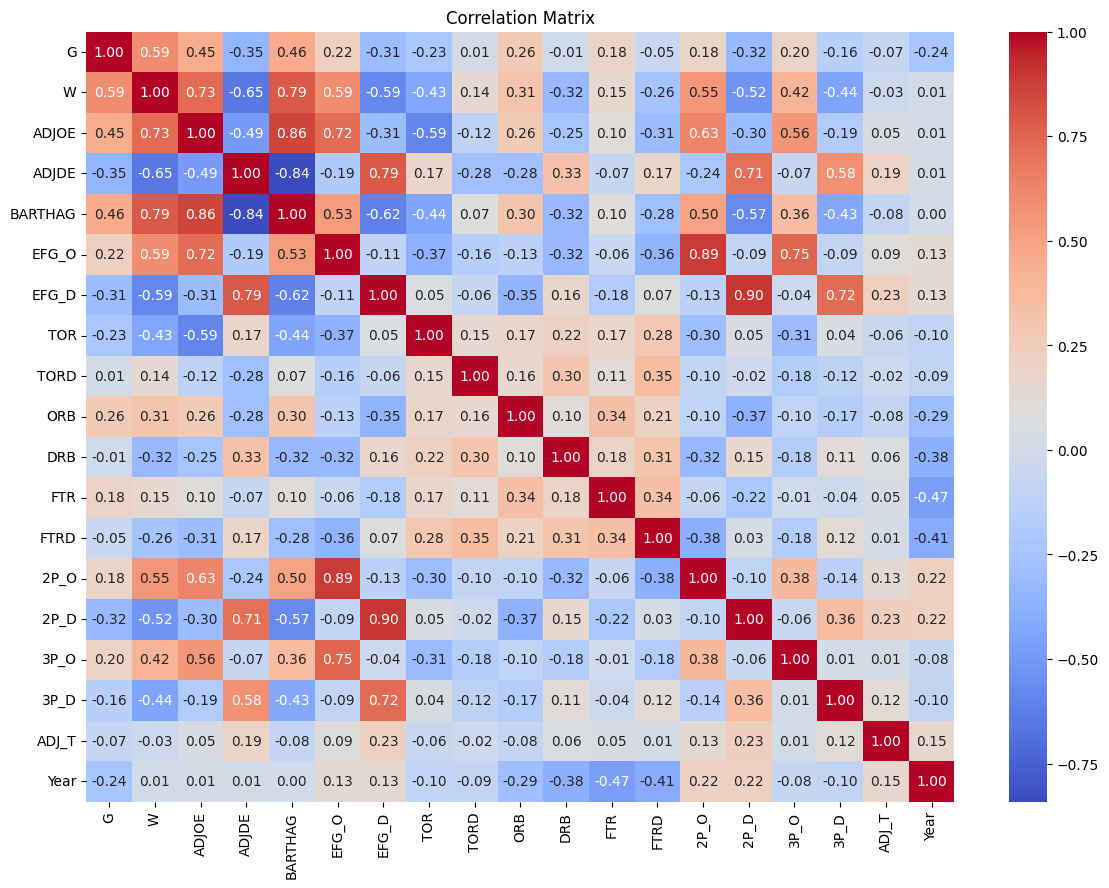 Correlation Matrix
G 1.00 0.59 0.45 -0.35 0.46 0.22 -0.31 -0.23 0.01 0.26 -0.01 0.18 -0.05 0.18 -0.32 0.20 -0.16 -0.07 -0.24
W 0.59 1.00 0.73 -0.65 0.79 0.59 -0.59 -0.43 0.14 0.31 -0.32 0.15 -0.26 0.55 -0.52 0.42 -0.44 -0.03 0.01
ADJOE 0.45 0.73 1.00 -0.49 0.86 0.72 -0.31 -0.59 -0.12 0.26 -0.25 0.10 -0.31 0.63 -0.30 0.56 -0.19 0.05 0.01
ADJDE -0.35 -0.65 -0.49 1.00 -0.84 -0.19 0.79 0.17 -0.28 -0.28 0.33 -0.07 0.17 -0.24 0.71 -0.07 0.58 0.19 0.01
BARTHAG 0.46 0.79 0.86 -0.84 1.00 0.53 -0.62 -0.44 0.07 0.30 -0.32 0.10 -0.28 0.50 -0.57 0.36 -0.43 -0.08 0.00
EFG_O 0.22 0.59 0.72 -0.19 0.53 1.00 -0.11 -0.37 -0.16 -0.13 -0.32 -0.06 -0.36 0.89 -0.09 0.75 -0.09 0.09 0.13
EFG_D -0.31 -0.59 -0.31 0.79 -0.62 -0.11 1.00 0.05 -0.06 -0.35 0.16 -0.18 0.07 -0.13 0.90 -0.04 0.72 0.23 0.13
TOR -0.23 -0.43 -0.59 0.17 -0.44 -0.37 0.05 1.00 0.15 0.17 0.22 0.17 0.28 -0.30 0.05 -0.31 0.04 -0.06 -0.10
TORD 0.01 0.14 -0.12 -0.28 0.07 -0.16 -0.06 0.15 1.00 0.16 0.30 0.11 0.35 -0.10 -0.02 -0.18 -0.12 -0.02 -0.09
ORB 0.26 0.31 0.26 -0.28 0.30 -0.13 -0.35 0.17 0.16 1.00 0.10 0.34 0.21 -0.10 -0.37 -0.10 -0.17 -0.08 -0.29
DRB -0.01 -0.32 -0.25 0.33 -0.32 -0.32 0.16 0.22 0.30 0.10 1.00 0.18 0.31 -0.32 0.15 -0.18 0.11 0.06 -0.38
FTR 0.18 0.15 0.10 -0.07 0.10 -0.06 -0.18 0.17 0.11 0.34 0.18 1.00 0.34 -0.06 -0.22 -0.01 -0.04 0.05 -0.47
FTRD -0.05 -0.26 -0.31 0.17 -0.28 -0.36 0.07 0.28 0.35 0.21 0.31 0.34 1.00 -0.38 0.03 -0.18 0.12 0.01 -0.41
2P_O 0.18 0.55 0.63 -0.24 0.50 0.89 -0.13 -0.30 -0.10 -0.10 -0.32 -0.06 -0.38 1.00 -0.10 0.38 -0.14 0.13 0.22
2P_D -0.32 -0.52 -0.30 0.71 -0.57 -0.09 0.90 0.05 -0.02 -0.37 0.15 -0.22 0.03 -0.10 1.00 -0.06 0.36 0.23 0.22
3P_O 0.20 0.42 0.56 -0.07 0.36 0.75 -0.04 -0.31 -0.18 -0.10 -0.18 -0.01 -0.18 0.38 -0.06 1.00 0.01 0.01 -0.08
3P_D -0.16 -0.44 -0.19 0.58 -0.43 -0.09 0.72 0.04 -0.12 -0.17 0.11 -0.04 0.12 -0.14 0.36 0.01 1.00 0.12 -0.10
ADJ_T -0.07 -0.03 0.05 0.19 -0.08 0.09 0.23 -0.06 -0.02 -0.08 0.06 0.05 0.01 0.13 0.23 0.01 0.12 1.00 0.15
Year -0.24 0.01 0.01 0.01 0.00 0.13 0.13 -0.10 -0.09 -0.29 -0.38 -0.47 -0.41 0.22 0.22 -0.08 -0.10 0.15 1.00
G W ADJOE ADJDE BARTHAG EFG_O EFG_D TOR TORD ORB DRB FTR FTRD 2P_O 2P_D 3P_O 3P_D ADJ_T Year
1.00
0.75
0.50
0.25
0.00
−0.25
−0.50
−0.75